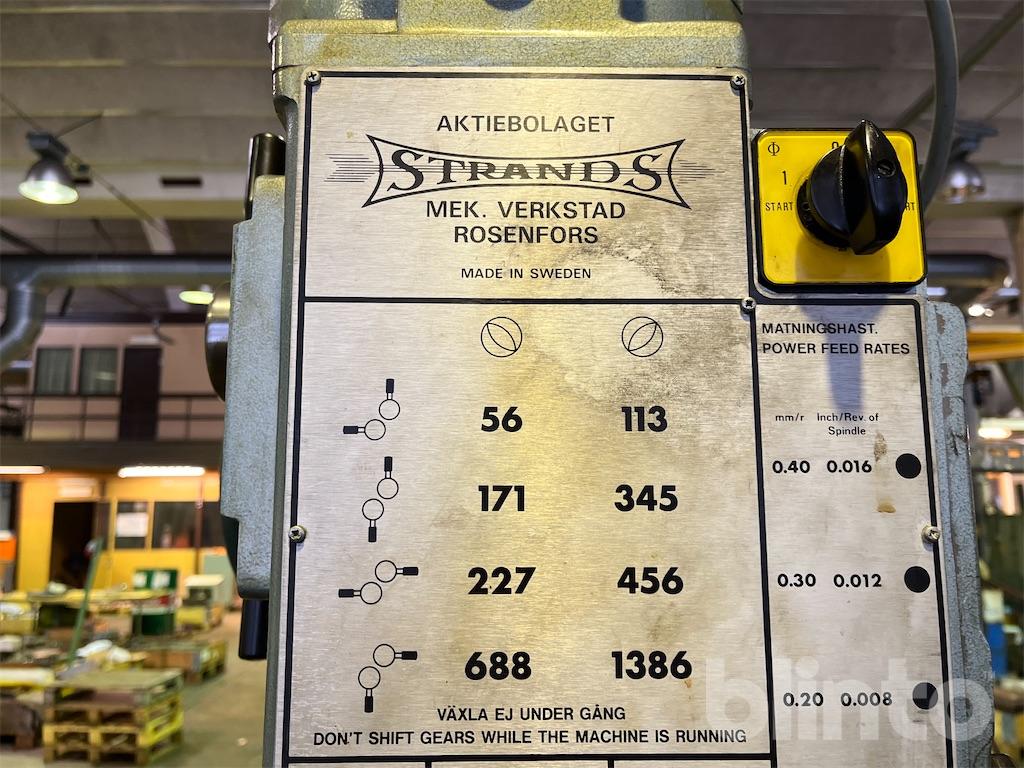 AKTIEBOLAGET
STRANDS
MEK. VERKSTAD
ROSENFORS
MADE IN SWEDEN
1
START
MATNINGSHAST.
POWER FEED RATES
mm/r Inch/Rev. of
Spindle
56 113
0.40 0.016
171 345
227 456
0.30 0.012
688 1386
0.20 0.008
VÄXLA EJ UNDER GÅNG
DON'T SHIFT GEARS WHILE THE MACHINE IS RUNNING
blinto